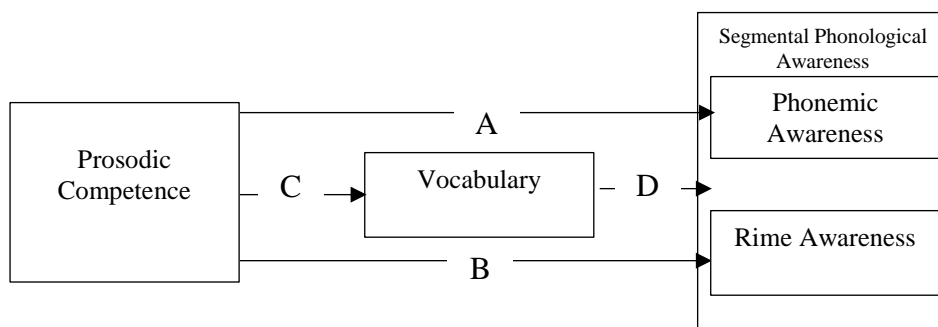 Segmental Phonological
Awareness
Phonemic
Awareness
A
Prosodic
Competence
C
Vocabulary
D
Rime Awareness
B